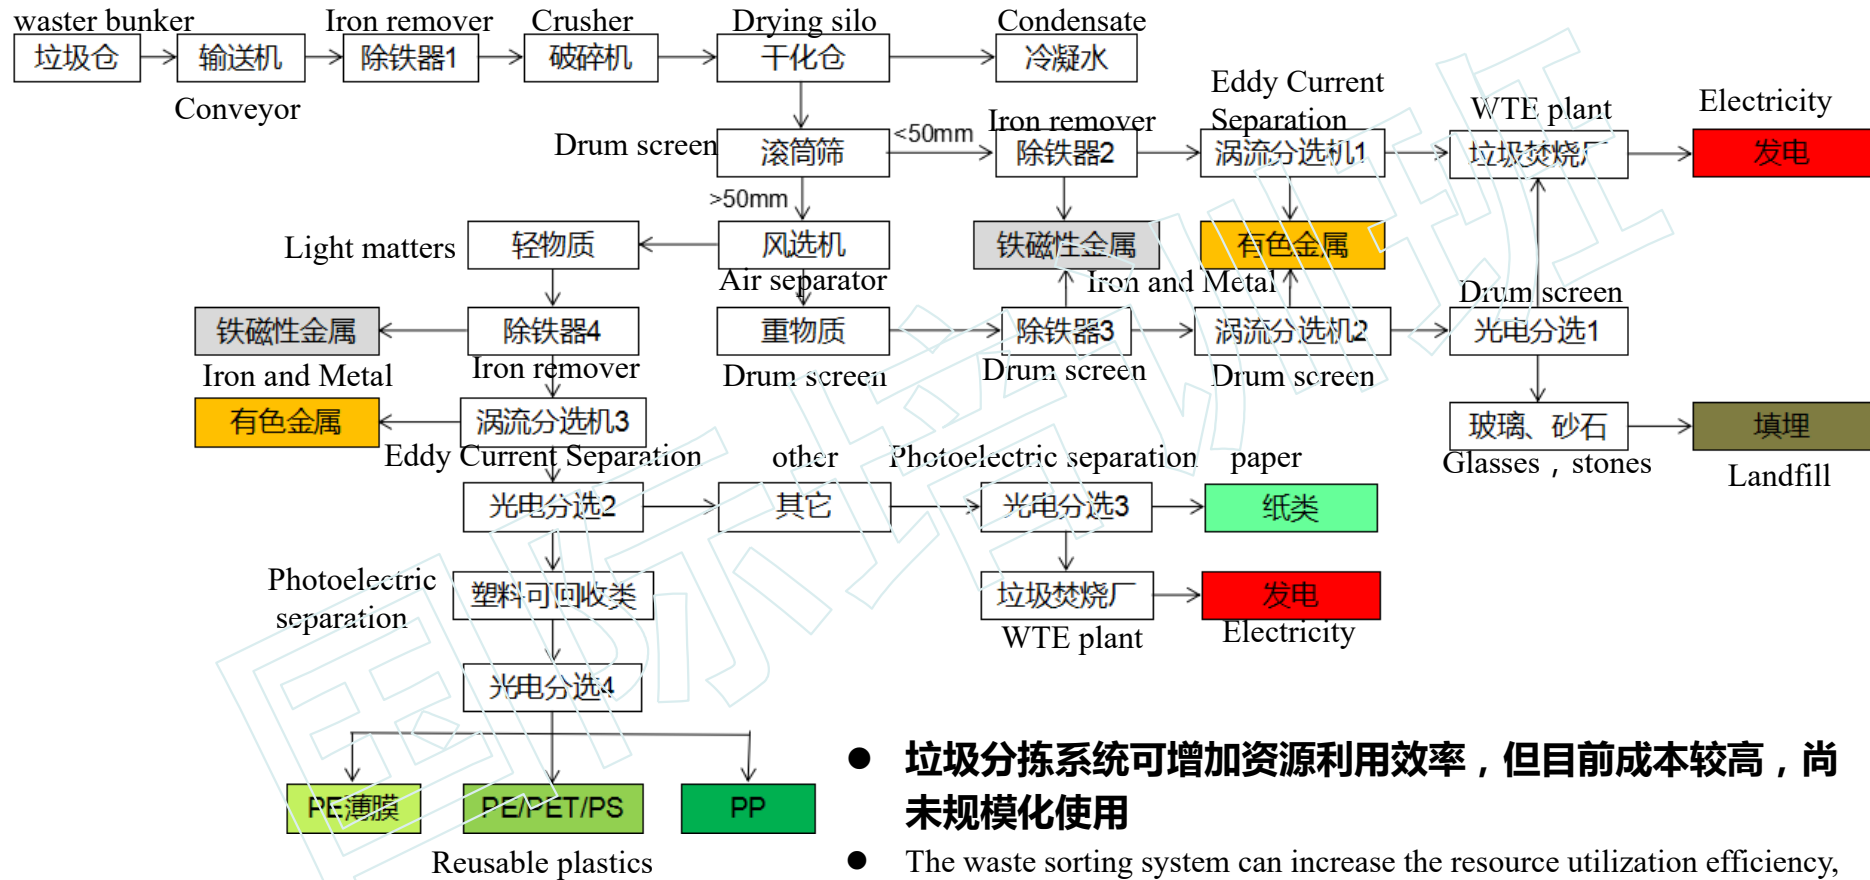 waster bunker
Iron remover
Crusher
Drying silo
Condensate
垃圾仓
输送机
除铁器1
破碎机
干化仓
冷凝水
Conveyor
Eddy Current
Separation
WTE plant
Electricity
Drum screen
滚筒筛
<50mm
Iron remover
除铁器2
涡流分选机1
垃圾焚烧厂
发电
>50mm
Light matters
轻物质
风选机
铁磁性金属
有色金属
Air separator
Iron and Metal
Drum screen
铁磁性金属
除铁器4
重物质
除铁器3
涡流分选机2
光电分选1
Iron and Metal
Iron remover
Drum screen
Drum screen
Drum screen
有色金属
涡流分选机3
玻璃、砂石
填埋
Eddy Current Separation
other
Photoelectric separation
paper
Glasses，stones
Landfill
光电分选2
其它
光电分选3
纸类
Photoelectric
separation
塑料可回收类
垃圾焚烧厂
发电
WTE plant
Electricity
光电分选4
PE薄膜
PE/PET/PS
PP
Reusable plastics
● 垃圾分拣系统可增加资源利用效率，但目前成本较高，尚
未规模化使用
● The waste sorting system can increase the resource utilization efficiency,
国际培训班